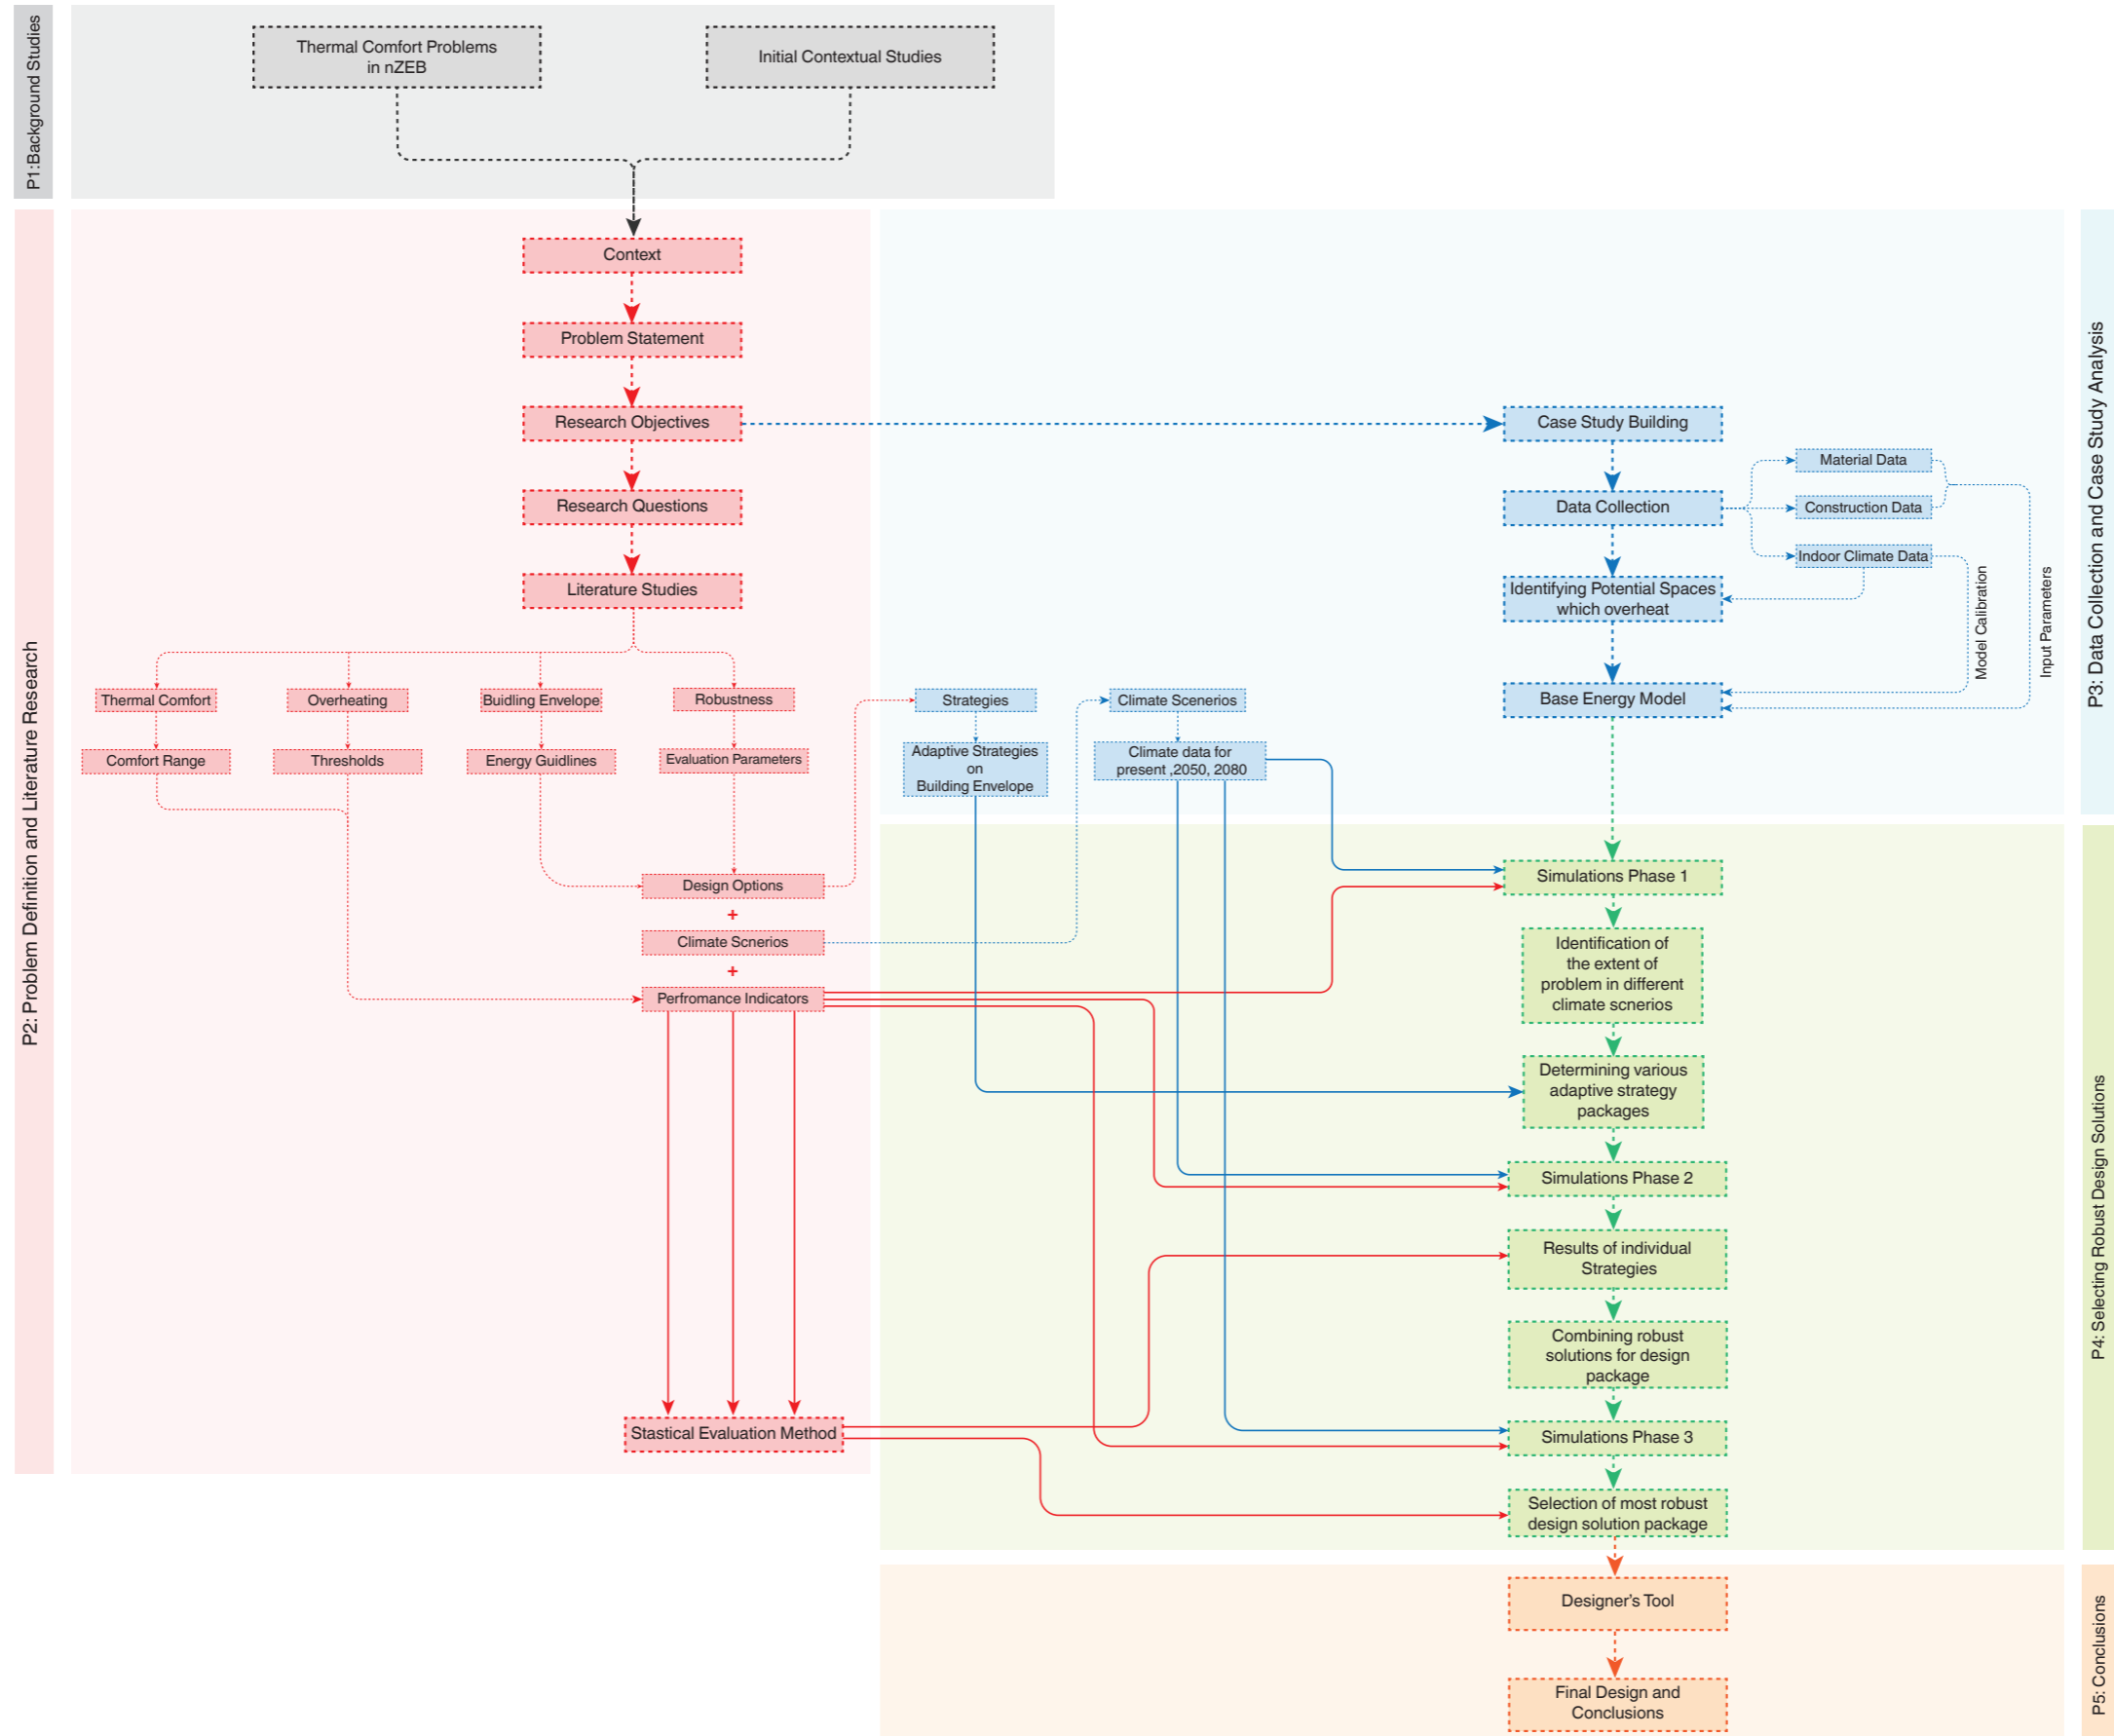 P1:Background Studies
Thermal Comfort Problems
in nZEB
Initial Contextual Studies
P2: Problem Definition and Literature Research
Context
Problem Statement
Research Objectives
Research Questions
Literature Studies
Thermal Comfort
Overheating
Buidling Envelope
Robustness
Comfort Range
Thresholds
Energy Guidlines
Evaluation Parameters
Design Options
+
Climate Scnerios
+
Perfromance Indicators
Stastical Evaluation Method
P3: Data Collection and Case Study Analysis
Case Study Building
Data Collection
Material Data
Construction Data
Indoor Climate Data
Identifying Potential Spaces
which overheat
Model Calibration
Input Parameters
Base Energy Model
Strategies
Climate Scenerios
Adaptive Strategies
on
Building Envelope
Climate data for
present ,2050, 2080
P4: Selecting Robust Design Solutions
Simulations Phase 1
Identification of
the extent of
problem in different
climate scnerios
Determining various
adaptive strategy
packages
Simulations Phase 2
Results of individual
Strategies
Combining robust
solutions for design
package
Simulations Phase 3
Selection of most robust
design solution package
P5: Conclusions
Designer's Tool
Final Design and
Conclusions